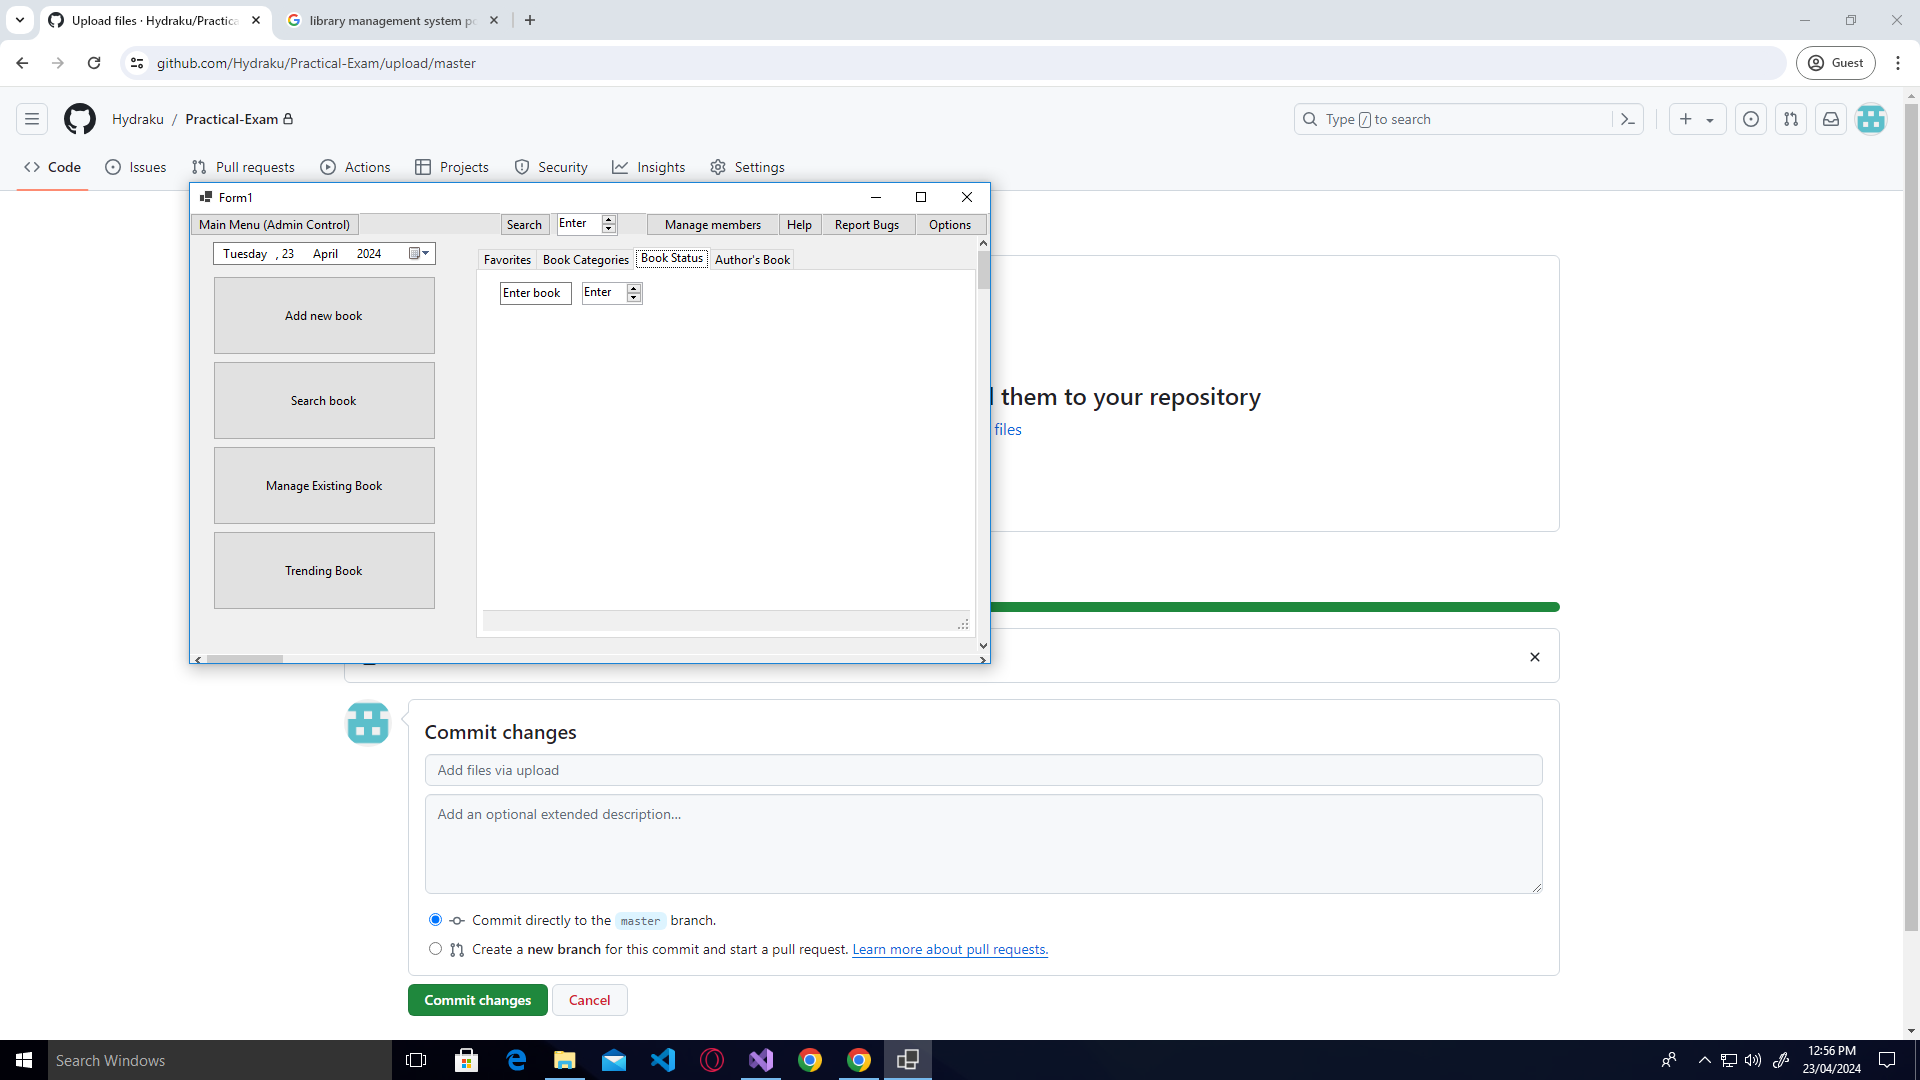 Upload files · Hydraku/Practica
library management system po
github.com/Hydraku/Practical-Exam/upload/master
Guest
Hydraku / Practical-Exam
Type / to search
Code
Issues
Pull requests
Actions
Projects
Security
Insights
Settings
Form1
Main Menu (Admin Control)
Search
Enter
Manage members
Help
Report Bugs
Options
Tuesday , 23 April 2024
Favorites
Book Categories
Book Status
Author's Book
Enter book
Enter
Add new book
Search book
Manage Existing Book
Trending Book
them to your repository
files
Commit changes
Add files via upload
Add an optional extended description...
Commit directly to the master branch.
Create a new branch for this commit and start a pull request. Learn more about pull requests.
Commit changes
Cancel
Search Windows
12:56 PM
23/04/2024